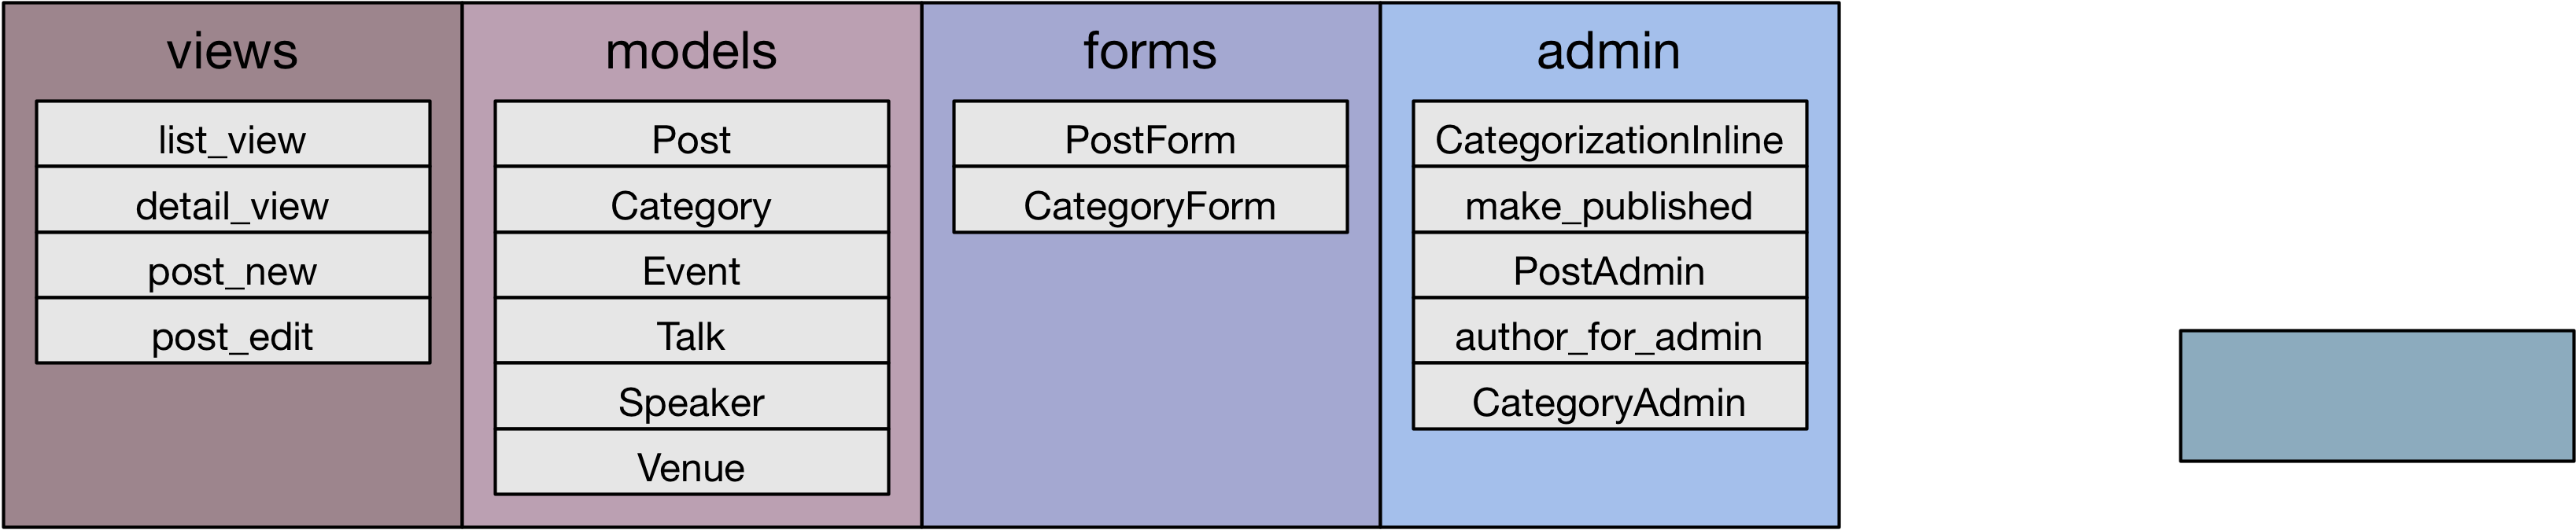 views
list_view
detail_view
post_new
post_edit
models
Post
Category
Event
Talk
Speaker
Venue
forms
PostForm
CategoryForm
admin
CategorizationInline
make_published
PostAdmin
author_for_admin
CategoryAdmin